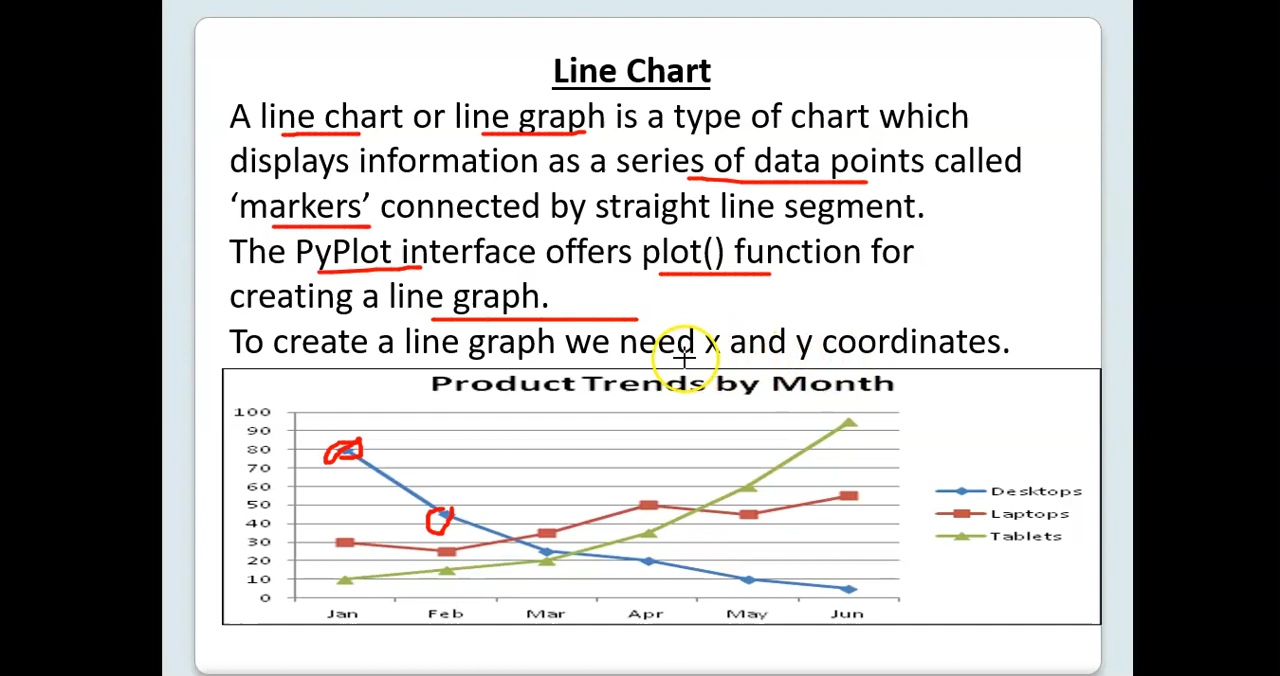 Line Chart
A line chart or line graph is a type of chart which
displays information as a series of data points called
‘markers’ connected by straight line segment.
The PyPlot interface offers plot() function for
creating a line graph.
To create a line graph we need x and y coordinates.
Product Trends by Month
100
90
80
70
60
50
40
30
20
10
0
Jan Feb Mar Apr May Jun
Desktops
Laptops
Tablets